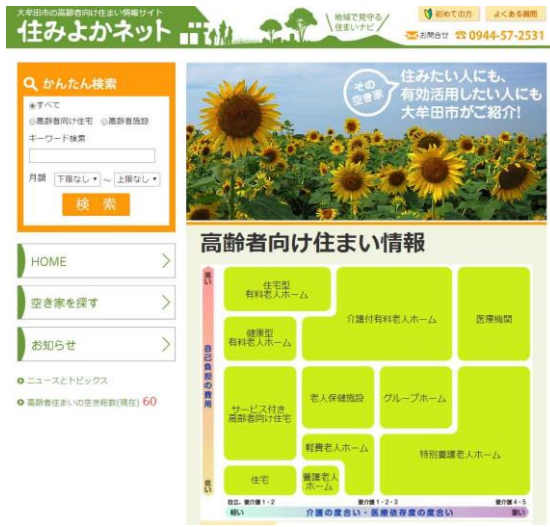 大牟田市の高齢者向け住まい情報サイト
住みよかネット
地域で見守る
住まいナビ
初めての方
よくある質問
お問合せ 0944-57-2531
かんたん検索
すべて
高齢者向け住宅 高齢者施設
キーワード検索
月額 下限なし ～ 上限なし
検 索
HOME
空き家を探す
お知らせ
ニュースとトピックス
高齢者住まいの空き総数(現在) 60
その
空き家
住みたい人にも、
有効活用したい人にも
大牟田市がご紹介!
高齢者向け住まい情報
高い
自己負担の費用
低い
住宅型
有料老人ホーム
介護付有料老人ホーム
医療機関
健康型
有料老人ホーム
サービス付き
高齢者向け住宅
老人保健施設
グループホーム
軽費老人ホーム
特別養護老人ホーム
住宅
養護老人
ホーム
自立、要介護1・2
要介護1・2・3
要介護4・5
軽い
介護の度合い・医療依存度の度合い
重い